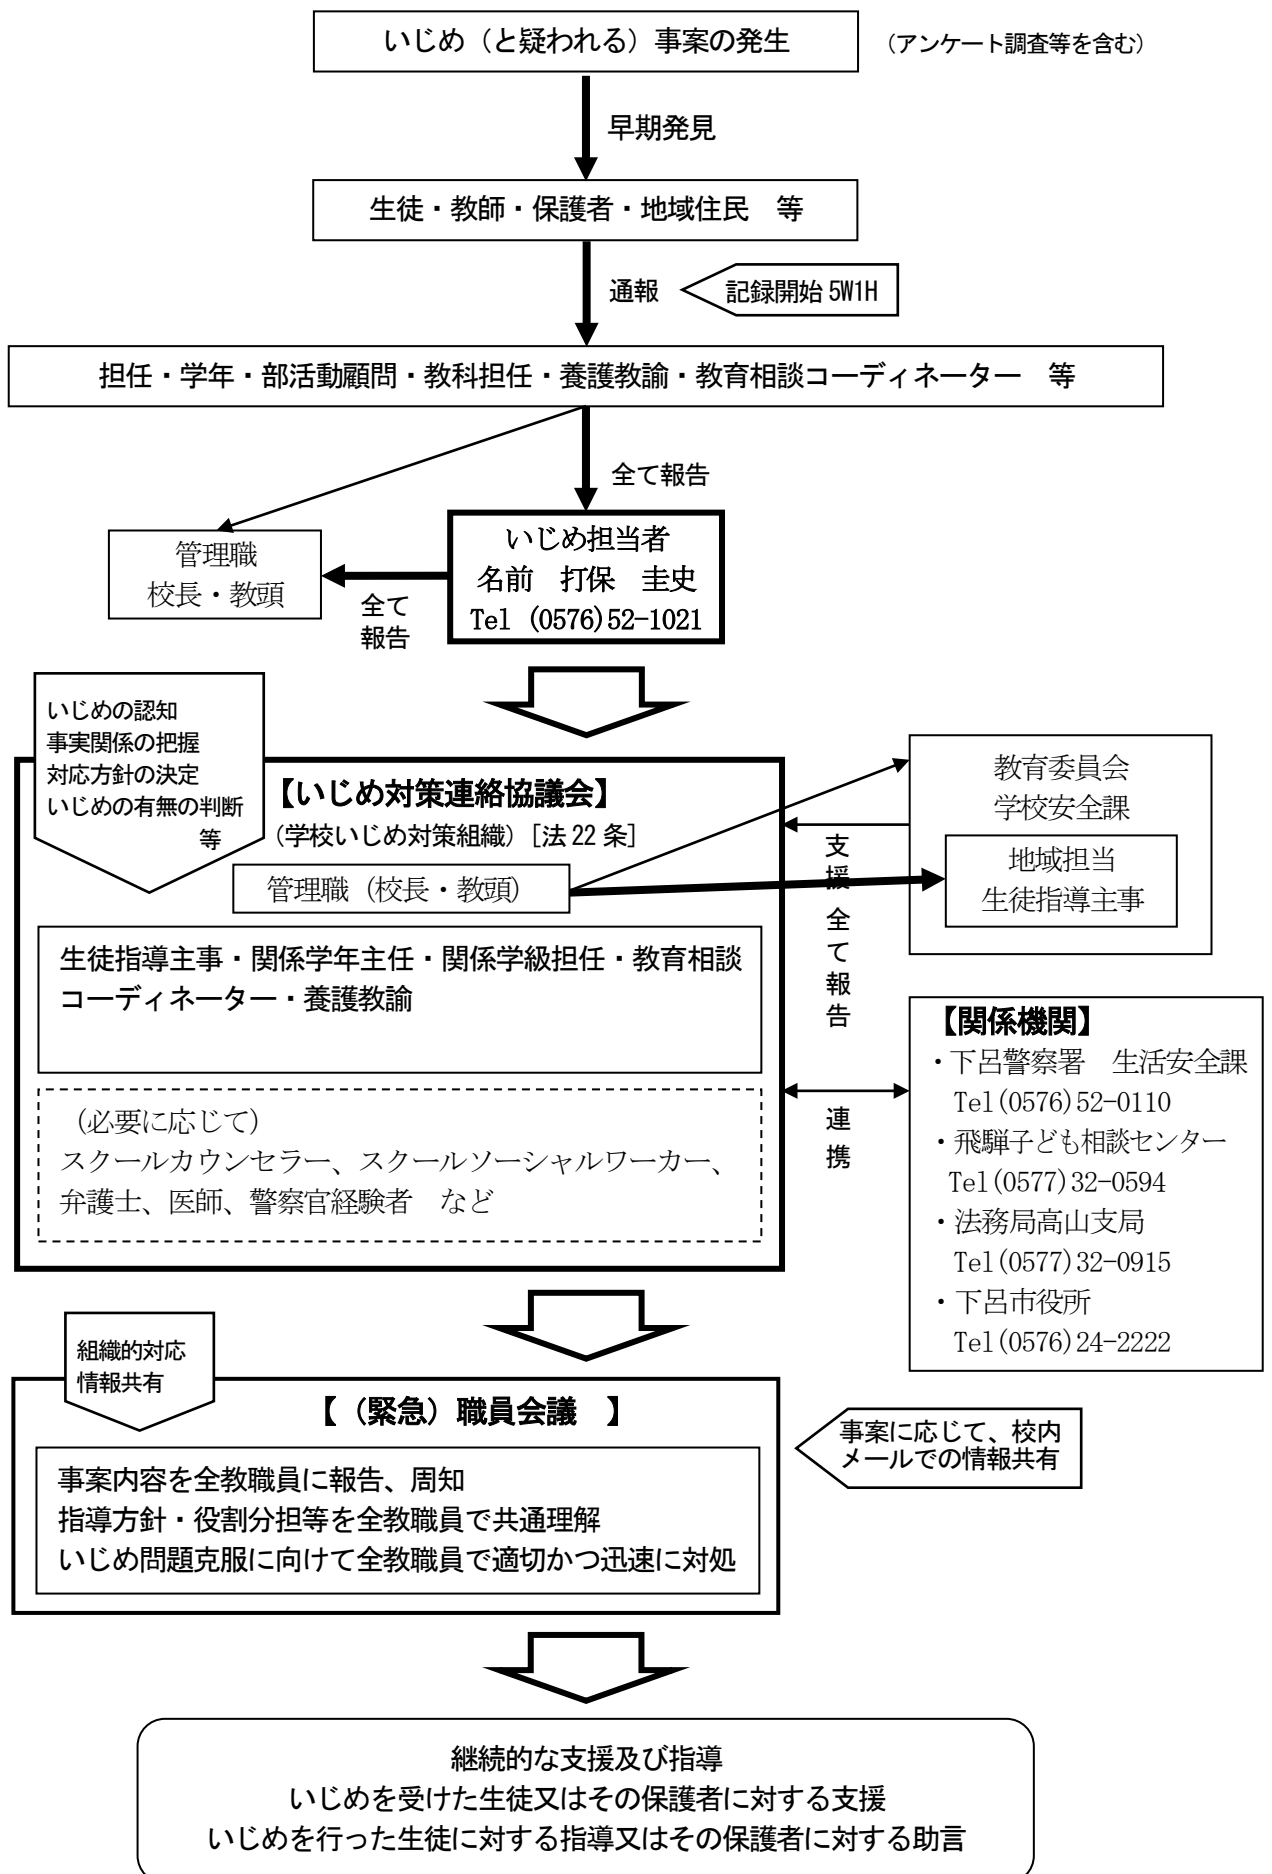 いじめ（と疑われる）事案の発生
（アンケート調査等を含む）
早期発見
生徒・教師・保護者・地域住民　等
通報
記録開始 5W1H
担任・学年・部活動顧問・教科担任・養護教諭・教育相談コーディネーター　等
全て報告
いじめ担当者
名前　打保　圭史
Tel (0576)52-1021
管理職
校長・教頭
全て
報告
いじめの認知
事実関係の把握
対応方針の決定
いじめの有無の判断
等
【いじめ対策連絡協議会】
（学校いじめ対策組織）［法 22 条］
管理職（校長・教頭）
教育委員会
学校安全課
地域担当
生徒指導主事
支援
全て報告
生徒指導主事・関係学年主任・関係学級担任・教育相談
コーディネーター・養護教諭
（必要に応じて）
スクールカウンセラー、スクールソーシャルワーカー、
弁護士、医師、警察官経験者　など
連携
【関係機関】
・下呂警察署　生活安全課
Tel(0576)52-0110
・飛騨子ども相談センター
Tel(0577)32-0594
・法務局高山支局
Tel(0577)32-0915
・下呂市役所
Tel(0576)24-2222
組織的対応
情報共有
【（緊急）職員会議　】
事案内容を全教職員に報告、周知
指導方針・役割分担等を全教職員で共通理解
いじめ問題克服に向けて全教職員で適切かつ迅速に対処
事案に応じて、校内
メールでの情報共有
継続的な支援及び指導
いじめを受けた生徒又はその保護者に対する支援
いじめを行った生徒に対する指導又はその保護者に対する助言